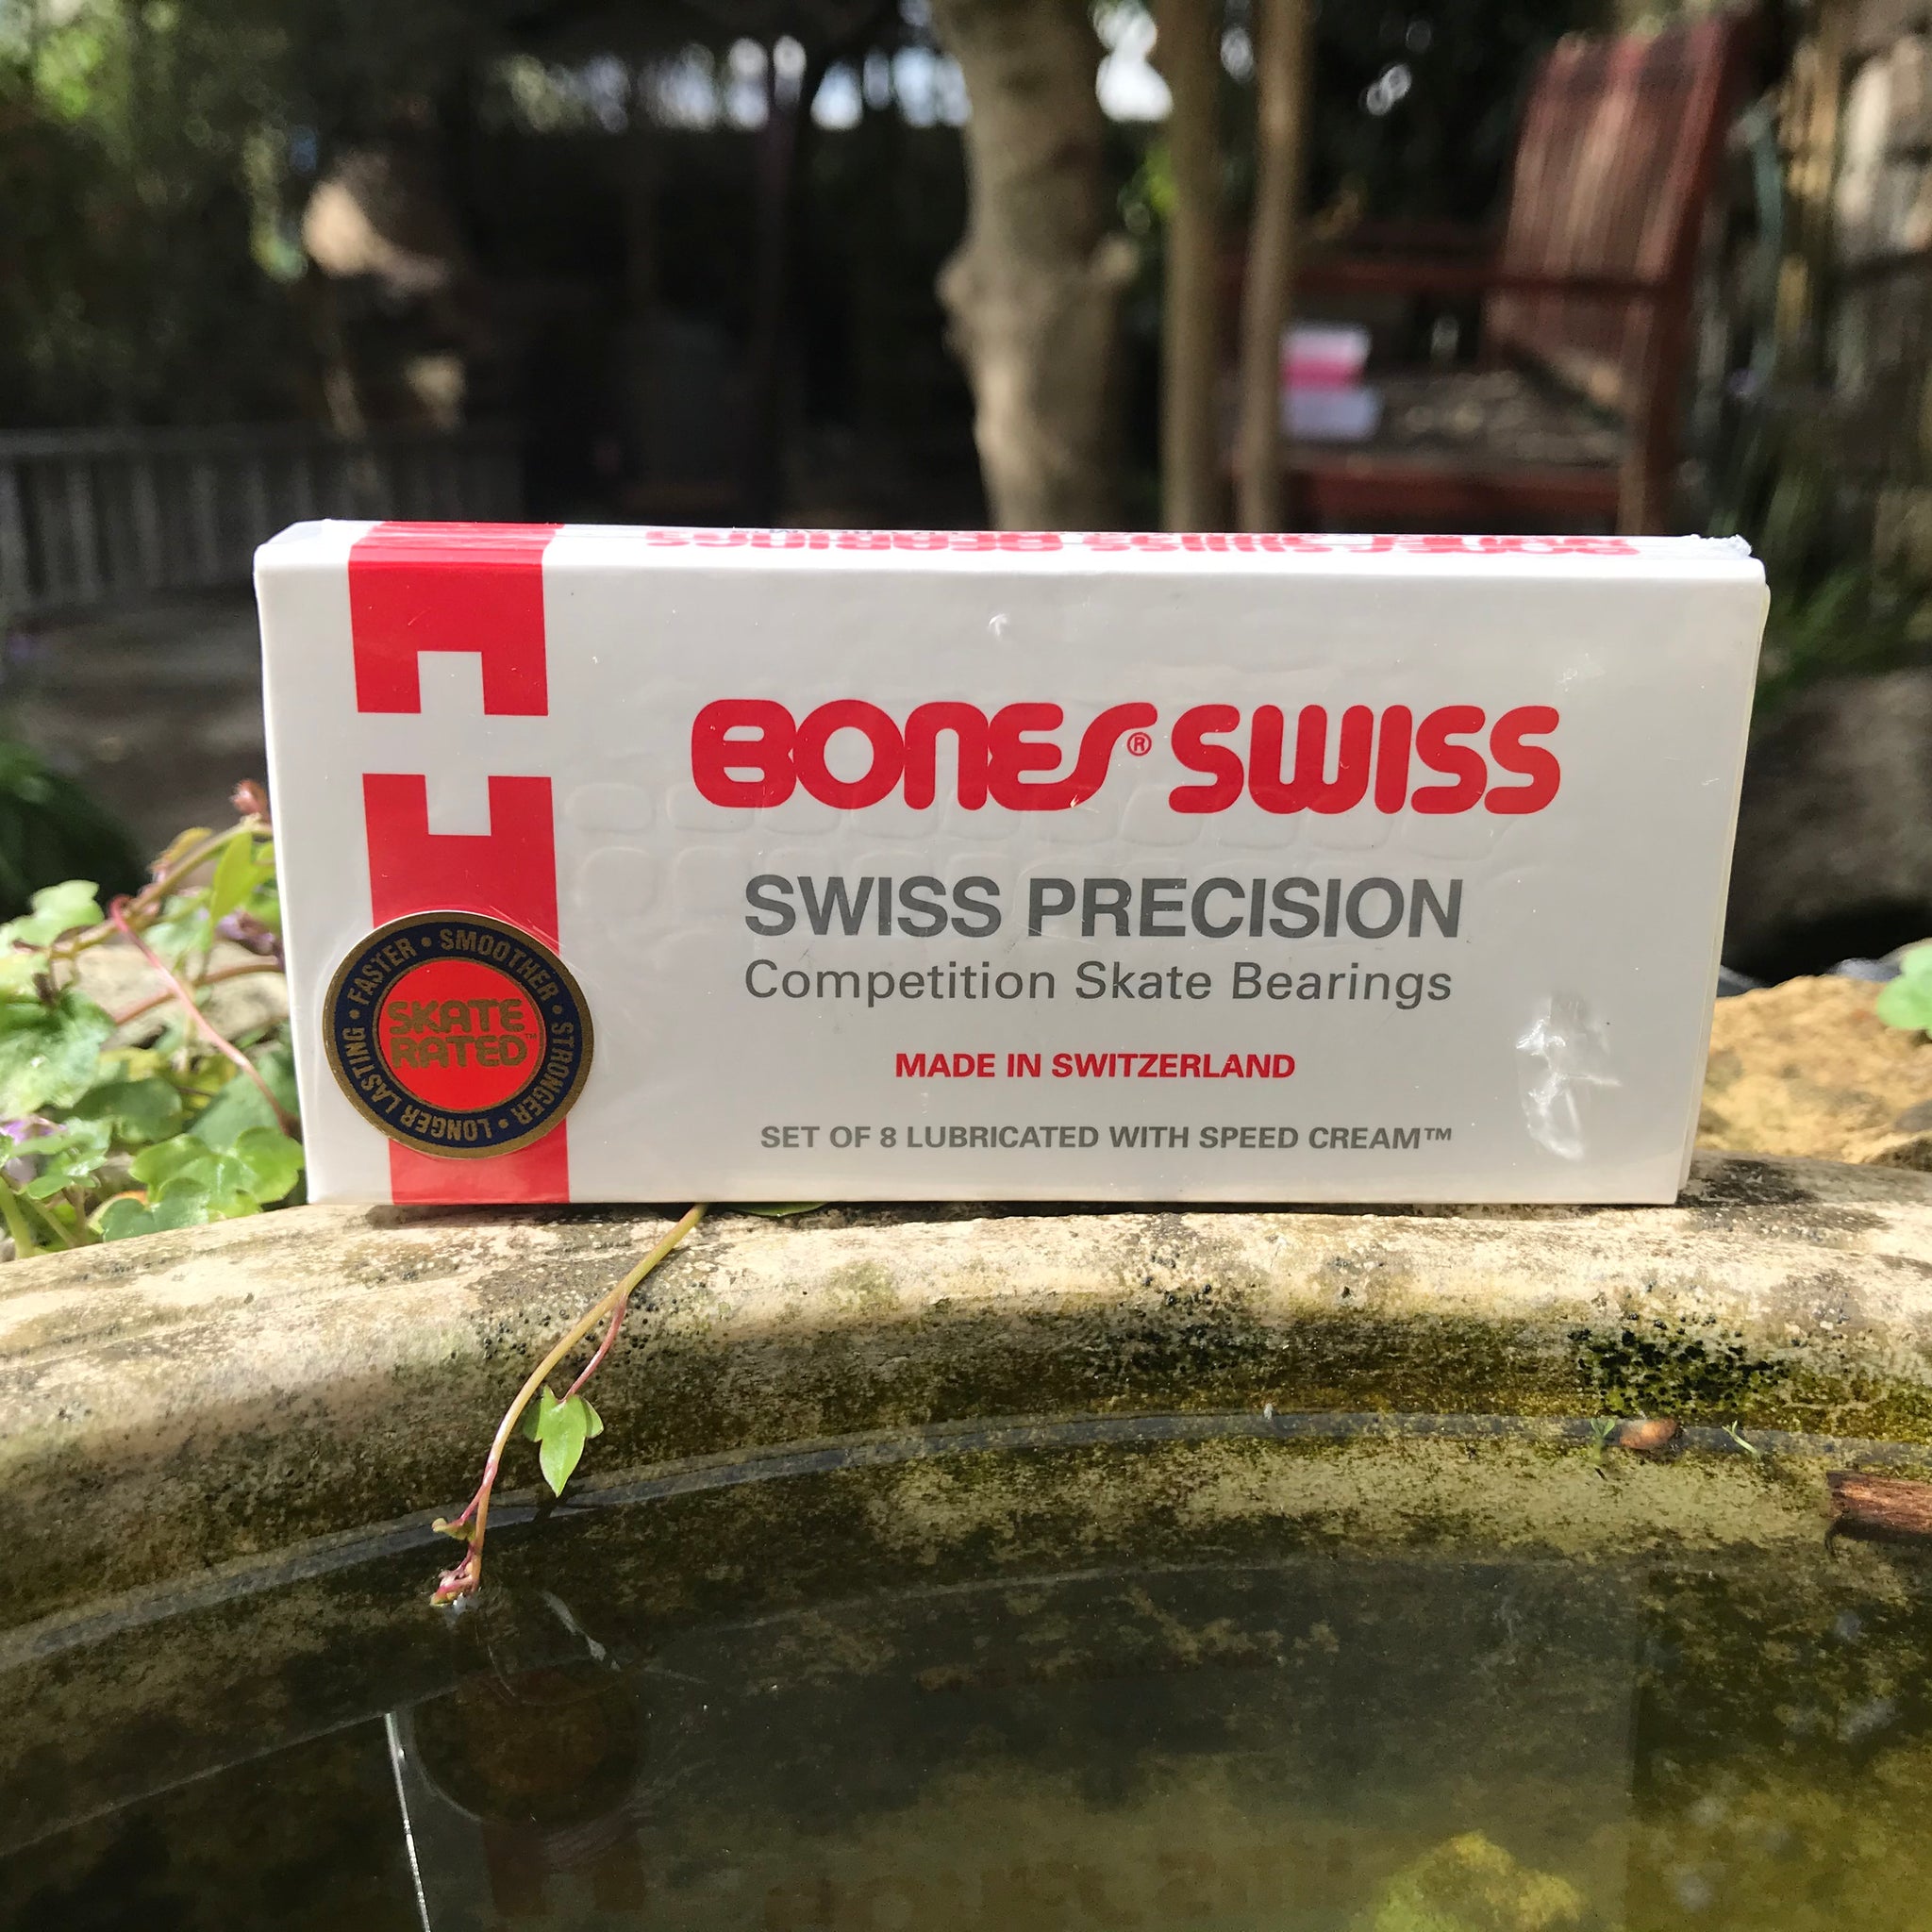 BONES® SWISS
SWISS PRECISION
Competition Skate Bearings
MADE IN SWITZERLAND
SET OF 8 LUBRICATED WITH SPEED CREAM™
FASTER • SMOOTHER • STRONGER • LONGER LASTING •
SKATE
RATED™